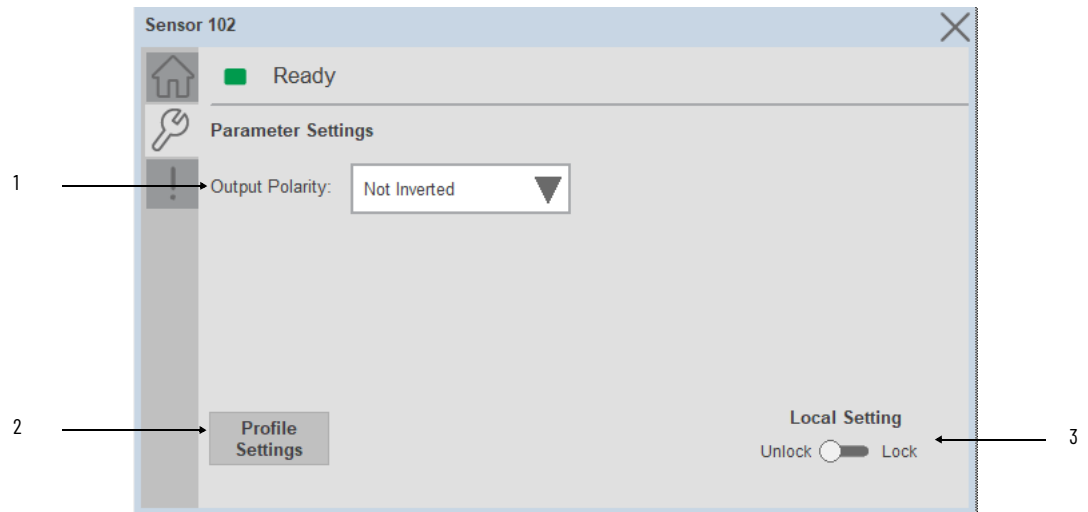 Sensor 102
Ready
Parameter Settings
1
Output Polarity: Not Inverted
2
Profile
Settings
Local Setting
Unlock Lock
3